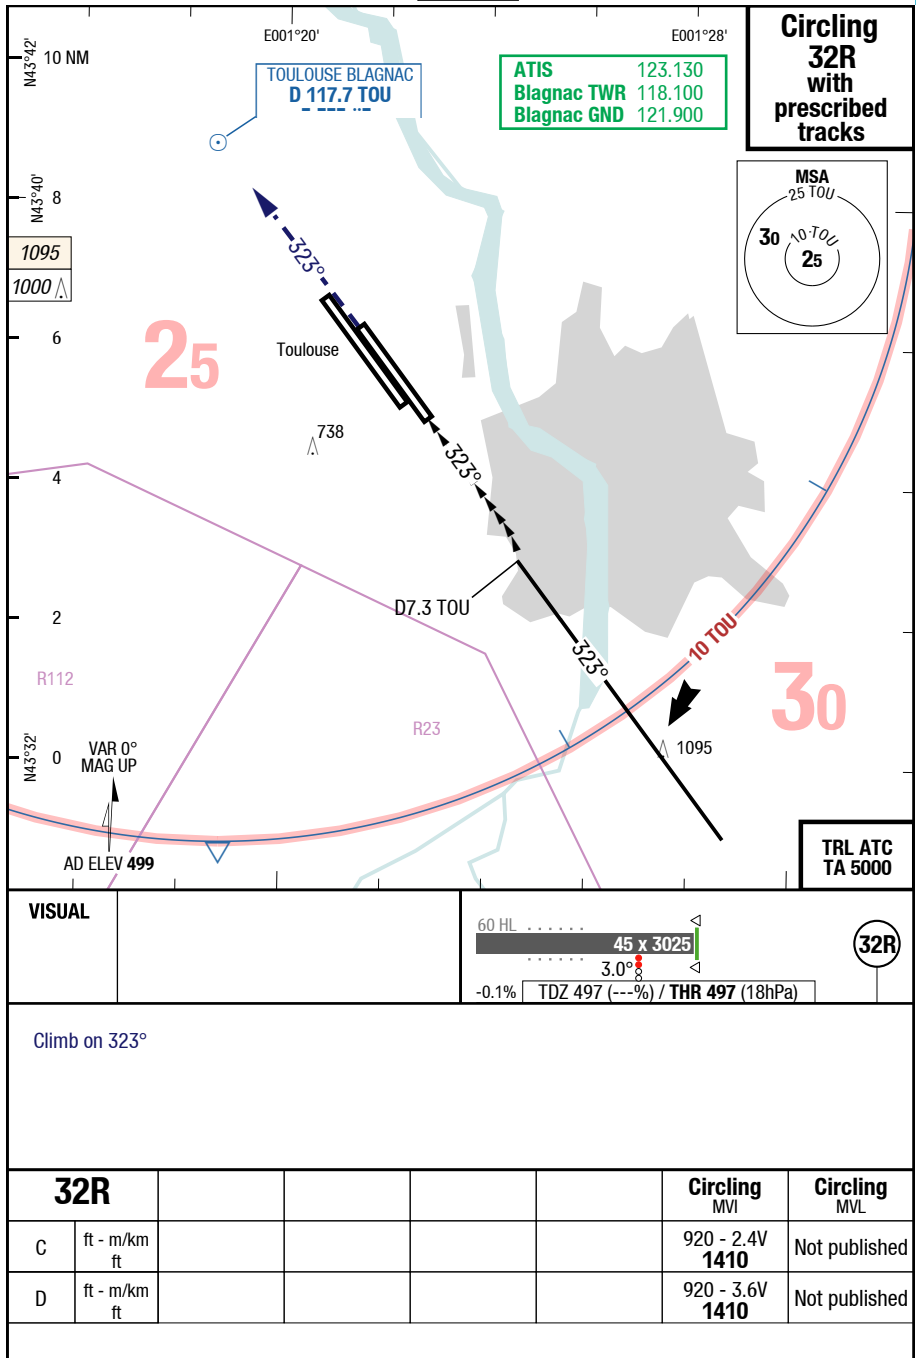 Circling
32R
with
prescribed
tracks
E001°20'
E001°28'
N43°42'
10 NM
TOULOUSE BLAGNAC
D 117.7 TOU
ATIS 123.130
Blagnac TWR 118.100
Blagnac GND 121.900
MSA
25 TOU
30
10 TOU
25
N43°40'
8
1095
1000
323°
6
25
Toulouse
738
323°
4
D7.3 TOU
2
323°
10 TOU
R112
30
R23
1095
N43°32'
0
VAR 0°
MAG UP
AD ELEV 499
TRL ATC
TA 5000
VISUAL
60 HL
45 x 3025
32R
3.0°
-0.1%
TDZ 497 (---%) / THR 497 (18hPa)
Climb on 323°
32R
Circling
MVI
Circling
MVL
C
ft - m/km
ft
920 - 2.4V
1410
Not published
D
ft - m/km
ft
920 - 3.6V
1410
Not published